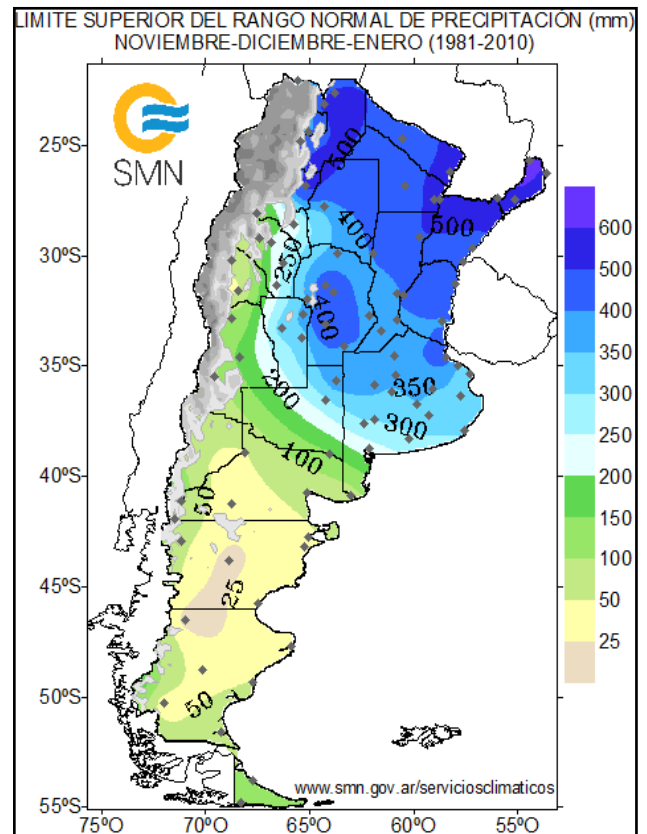 LIMITE SUPERIOR DEL RANGO NORMAL DE PRECIPITACIÓN (mm)
NOVIEMBRE-DICIEMBRE-ENERO (1981-2010)
SMN
25ºS
30ºS
35ºS
40ºS
45ºS
50ºS
55ºS
500
400
250
500
400
200
350
300
100
50
25
50
600
500
400
350
300
250
200
150
100
50
25
www.smn.gov.ar/serviciosclimaticos
75ºO 70ºO 65ºO 60ºO 55ºO